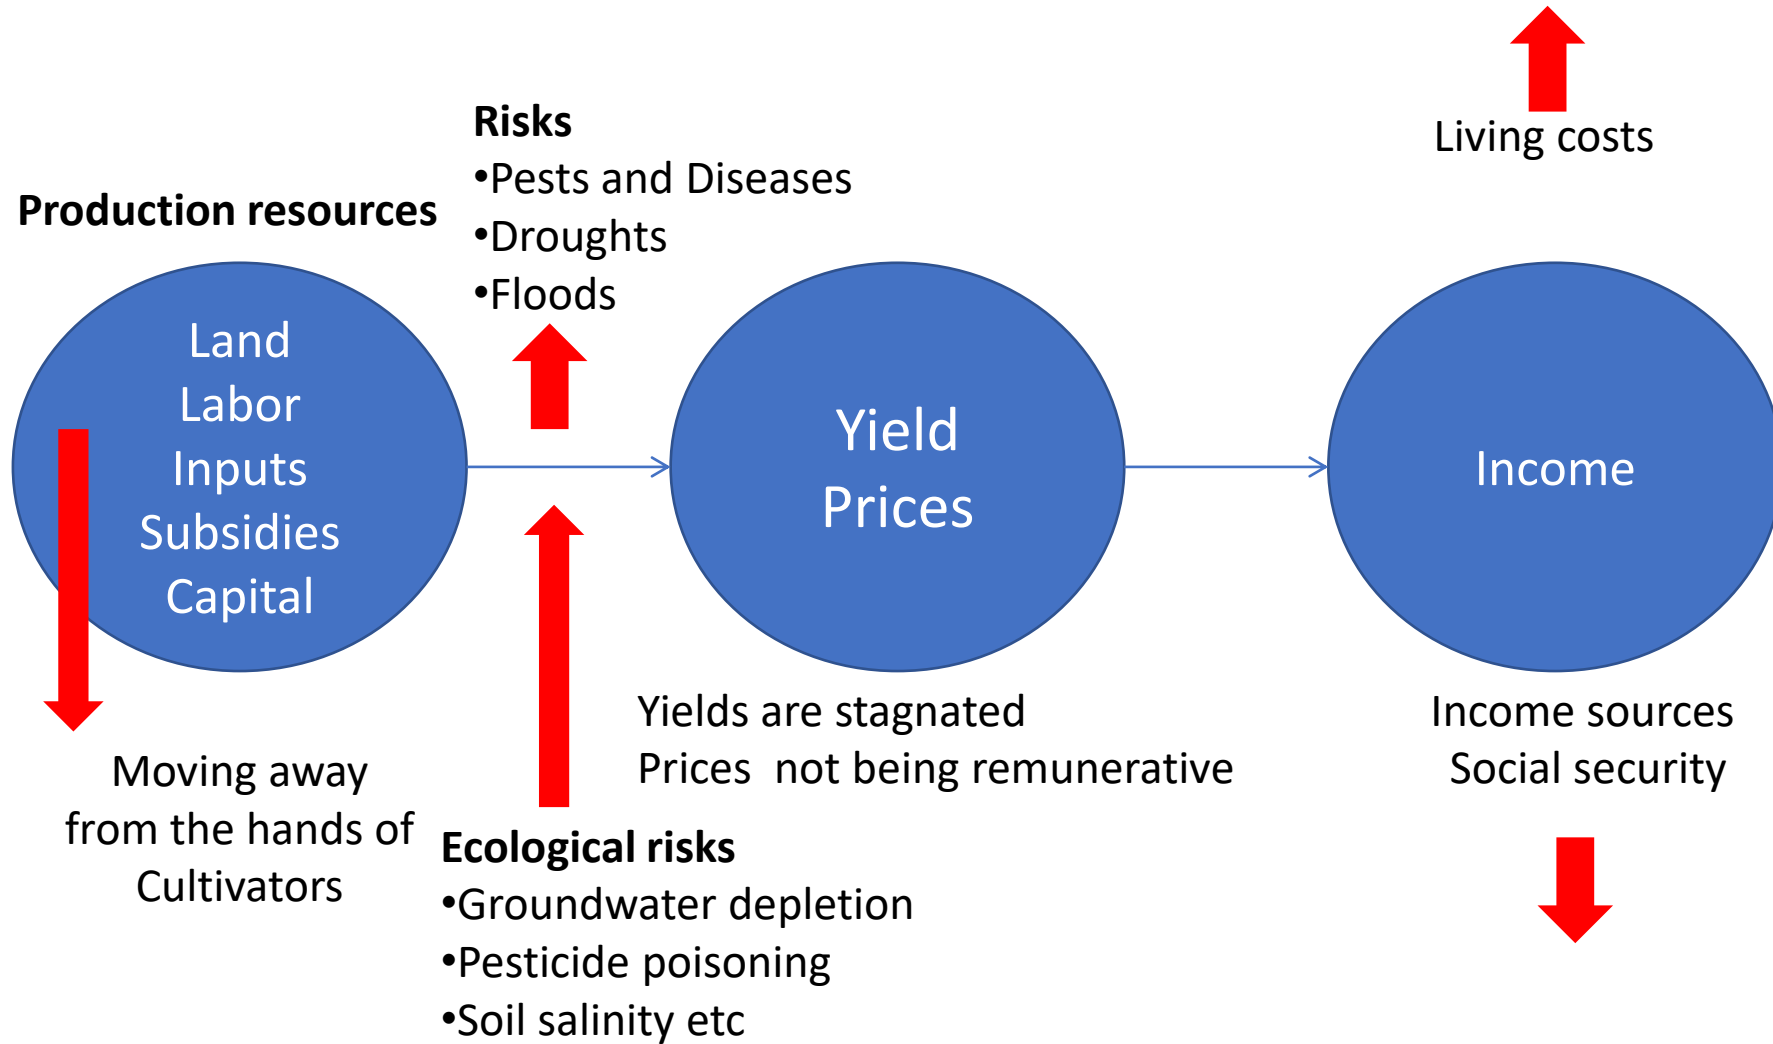 Production resources
Land
Labor
Inputs
Subsidies
Capital
Moving away
from the hands of
Cultivators
Risks
•Pests and Diseases
•Droughts
•Floods
Ecological risks
•Groundwater depletion
•Pesticide poisoning
•Soil salinity etc
Yield
Prices
Yields are stagnated
Prices  not being remunerative
Living costs
Income
Income sources
Social security